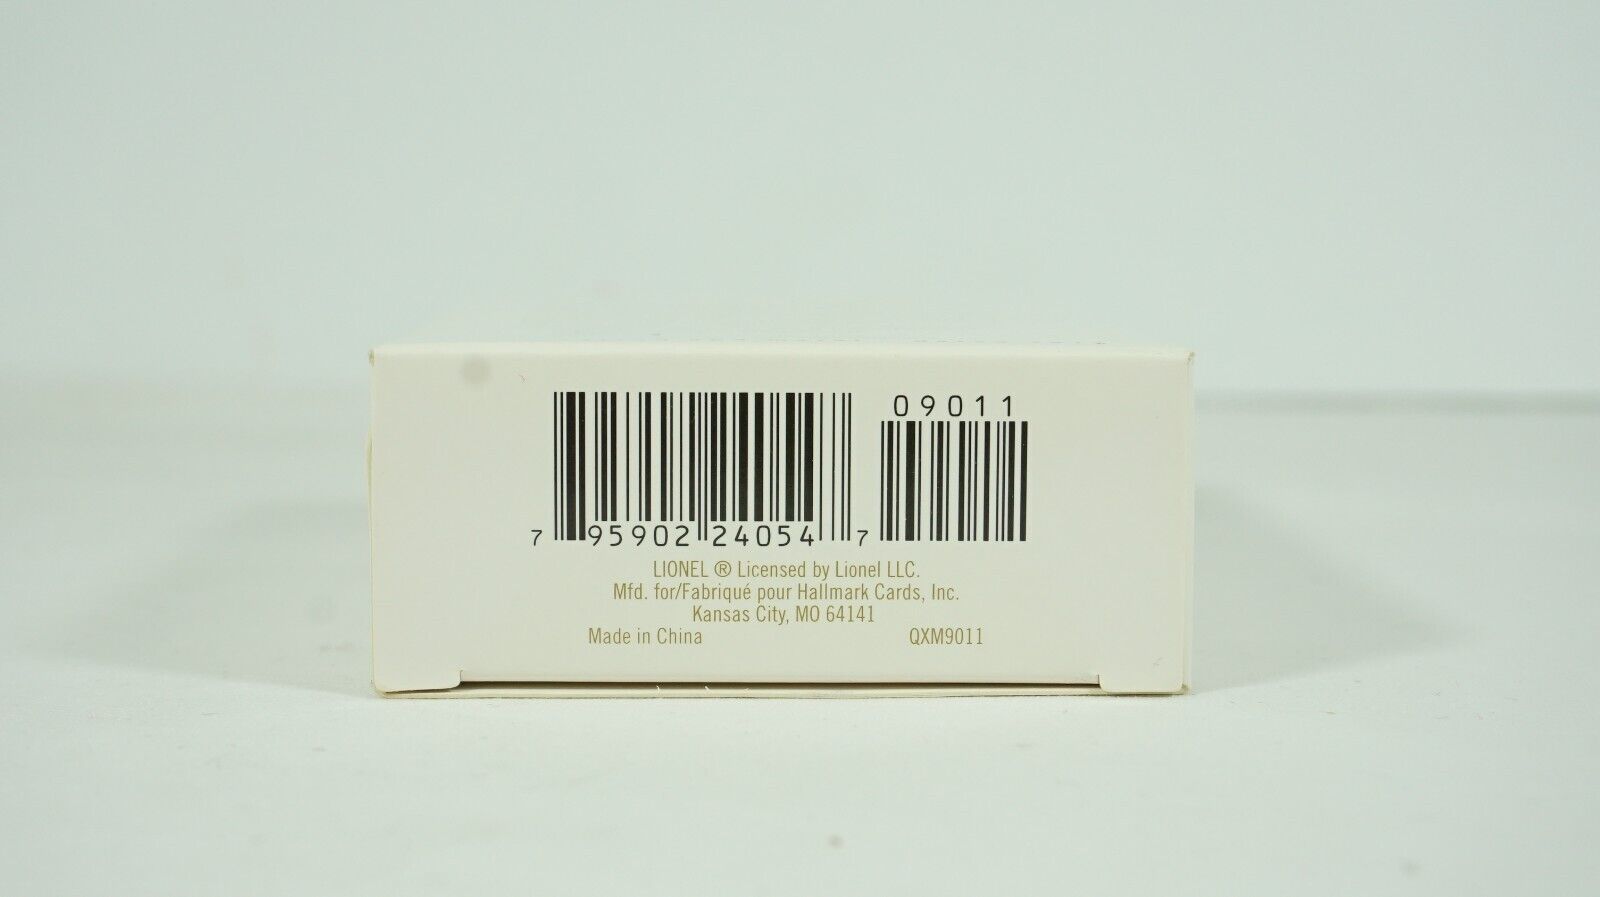 09011
7 95902 24054 7
LIONEL ® Licensed by Lionel LLC.
Mfd. for/Fabriqué pour Hallmark Cards, Inc.
Kansas City, MO 64141
Made in China QXM9011